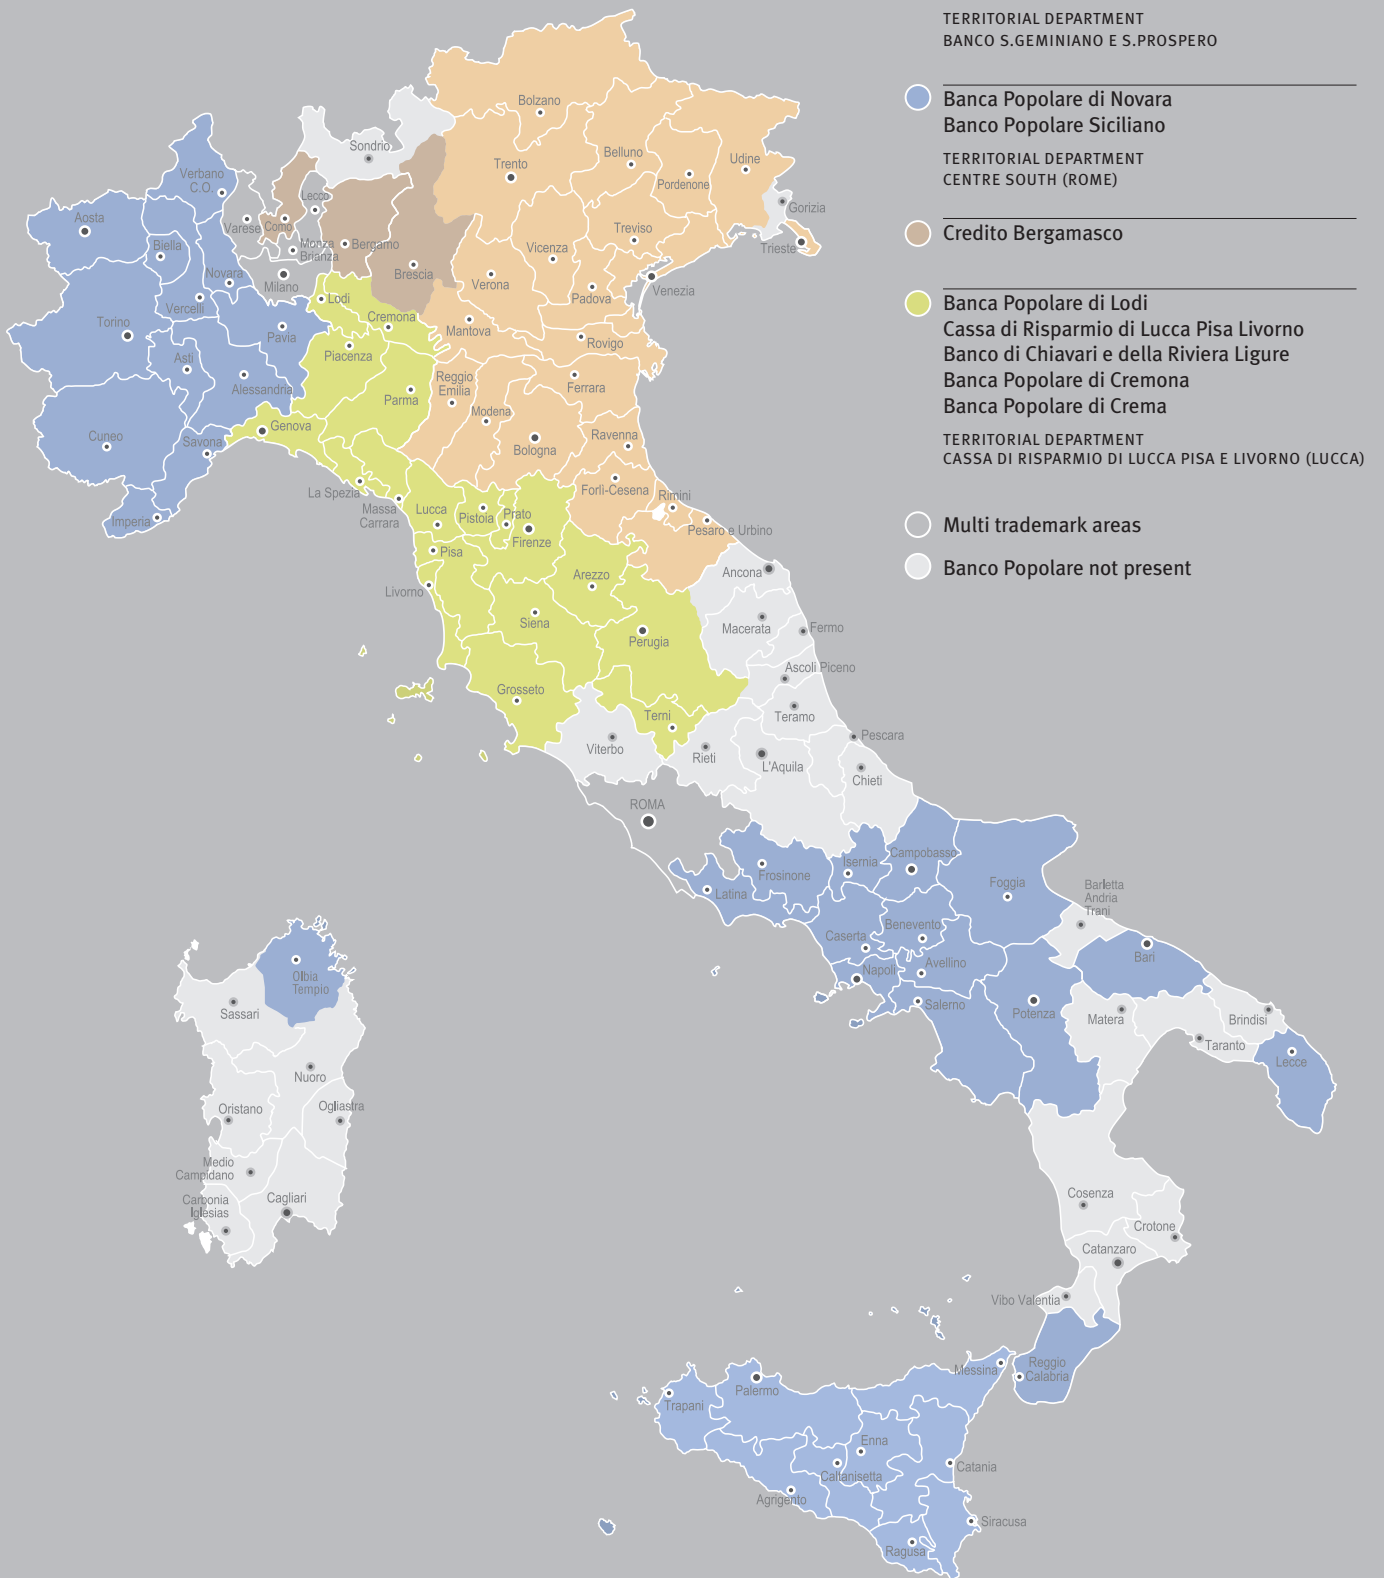 TERRITORIAL DEPARTMENT
BANCO S.GEMINIANO E S.PROSPERO
Banca Popolare di Novara
Banco Popolare Siciliano
TERRITORIAL DEPARTMENT
CENTRE SOUTH (ROME)
Credito Bergamasco
Banca Popolare di Lodi
Cassa di Risparmio di Lucca Pisa Livorno
Banco di Chiavari e della Riviera Ligure
Banca Popolare di Cremona
Banca Popolare di Crema
TERRITORIAL DEPARTMENT
CASSA DI RISPARMIO DI LUCCA PISA E LIVORNO (LUCCA)
Multi trademark areas
Banco Popolare not present
Bolzano
Sondrio
Trento
Belluno
Udine
Pordenone
Verbano
C.O.
Lecco
Gorizia
Aosta
Varese
Como
Treviso
Biella
Monza
Brianza
Bergamo
Vicenza
Trieste
Novara
Brescia
Verona
Milano
Padova
Venezia
Vercelli
Lodi
Torino
Cremona
Mantova
Pavia
Rovigo
Asti
Piacenza
Reggio
Emilia
Ferrara
Alessandria
Parma
Modena
Cuneo
Genova
Bologna
Ravenna
Savona
La Spezia
Forlì-Cesena
Rimini
Massa
Carrara
Lucca
Pistoia
Prato
Firenze
Pesaro e Urbino
Imperia
Pisa
Arezzo
Ancona
Livorno
Siena
Perugia
Macerata
Fermo
Grosseto
Ascoli Piceno
Terni
Teramo
Viterbo
Rieti
L'Aquila
Pescara
Chieti
ROMA
Frosinone
Isernia
Campobasso
Latina
Foggia
Barletta
Andria
Trani
Caserta
Benevento
Bari
Napoli
Avellino
Olbia
Tempio
Salerno
Potenza
Sassari
Matera
Brindisi
Taranto
Lecce
Nuoro
Oristano
Ogliastra
Medio
Campidano
Carbonia
Iglesias
Cagliari
Cosenza
Crotone
Catanzaro
Vibo Valentia
Messina
Reggio
Calabria
Palermo
Trapani
Enna
Caltanisetta
Catania
Agrigento
Siracusa
Ragusa